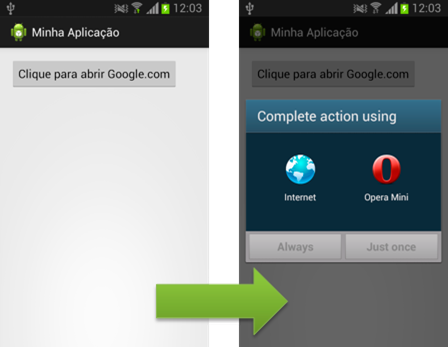 12:03
Minha Aplicação
Clique para abrir Google.com
12:03
Minha Aplicação
Clique para abrir Google.com
Complete action using
Internet Opera Mini
Always Just once